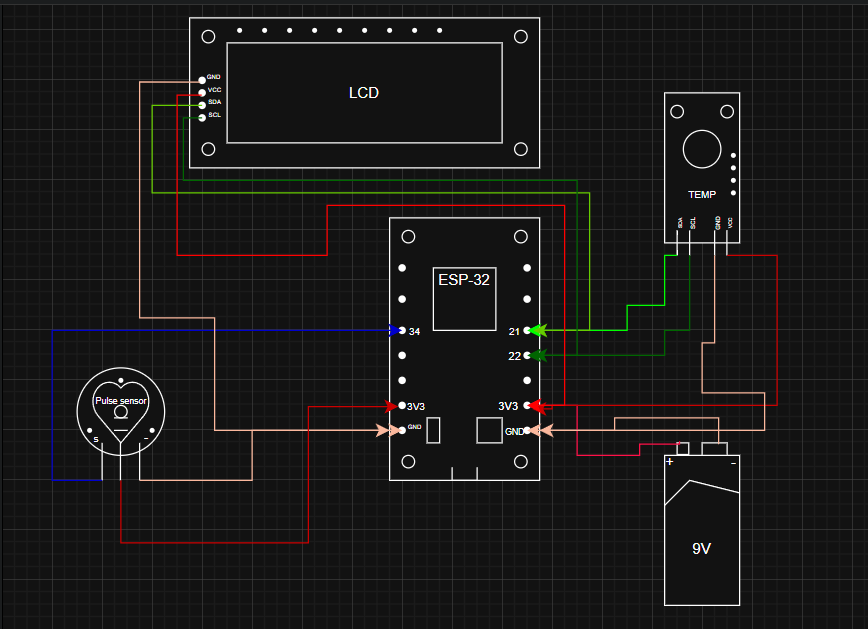 GND
VCC
SDA
SCL
LCD
TEMP
SDA
SCL
GND
VCC
ESP-32
34
21
22
3V3
3V3
GND
GND
Pulse sensor
S
-
+
-
9V